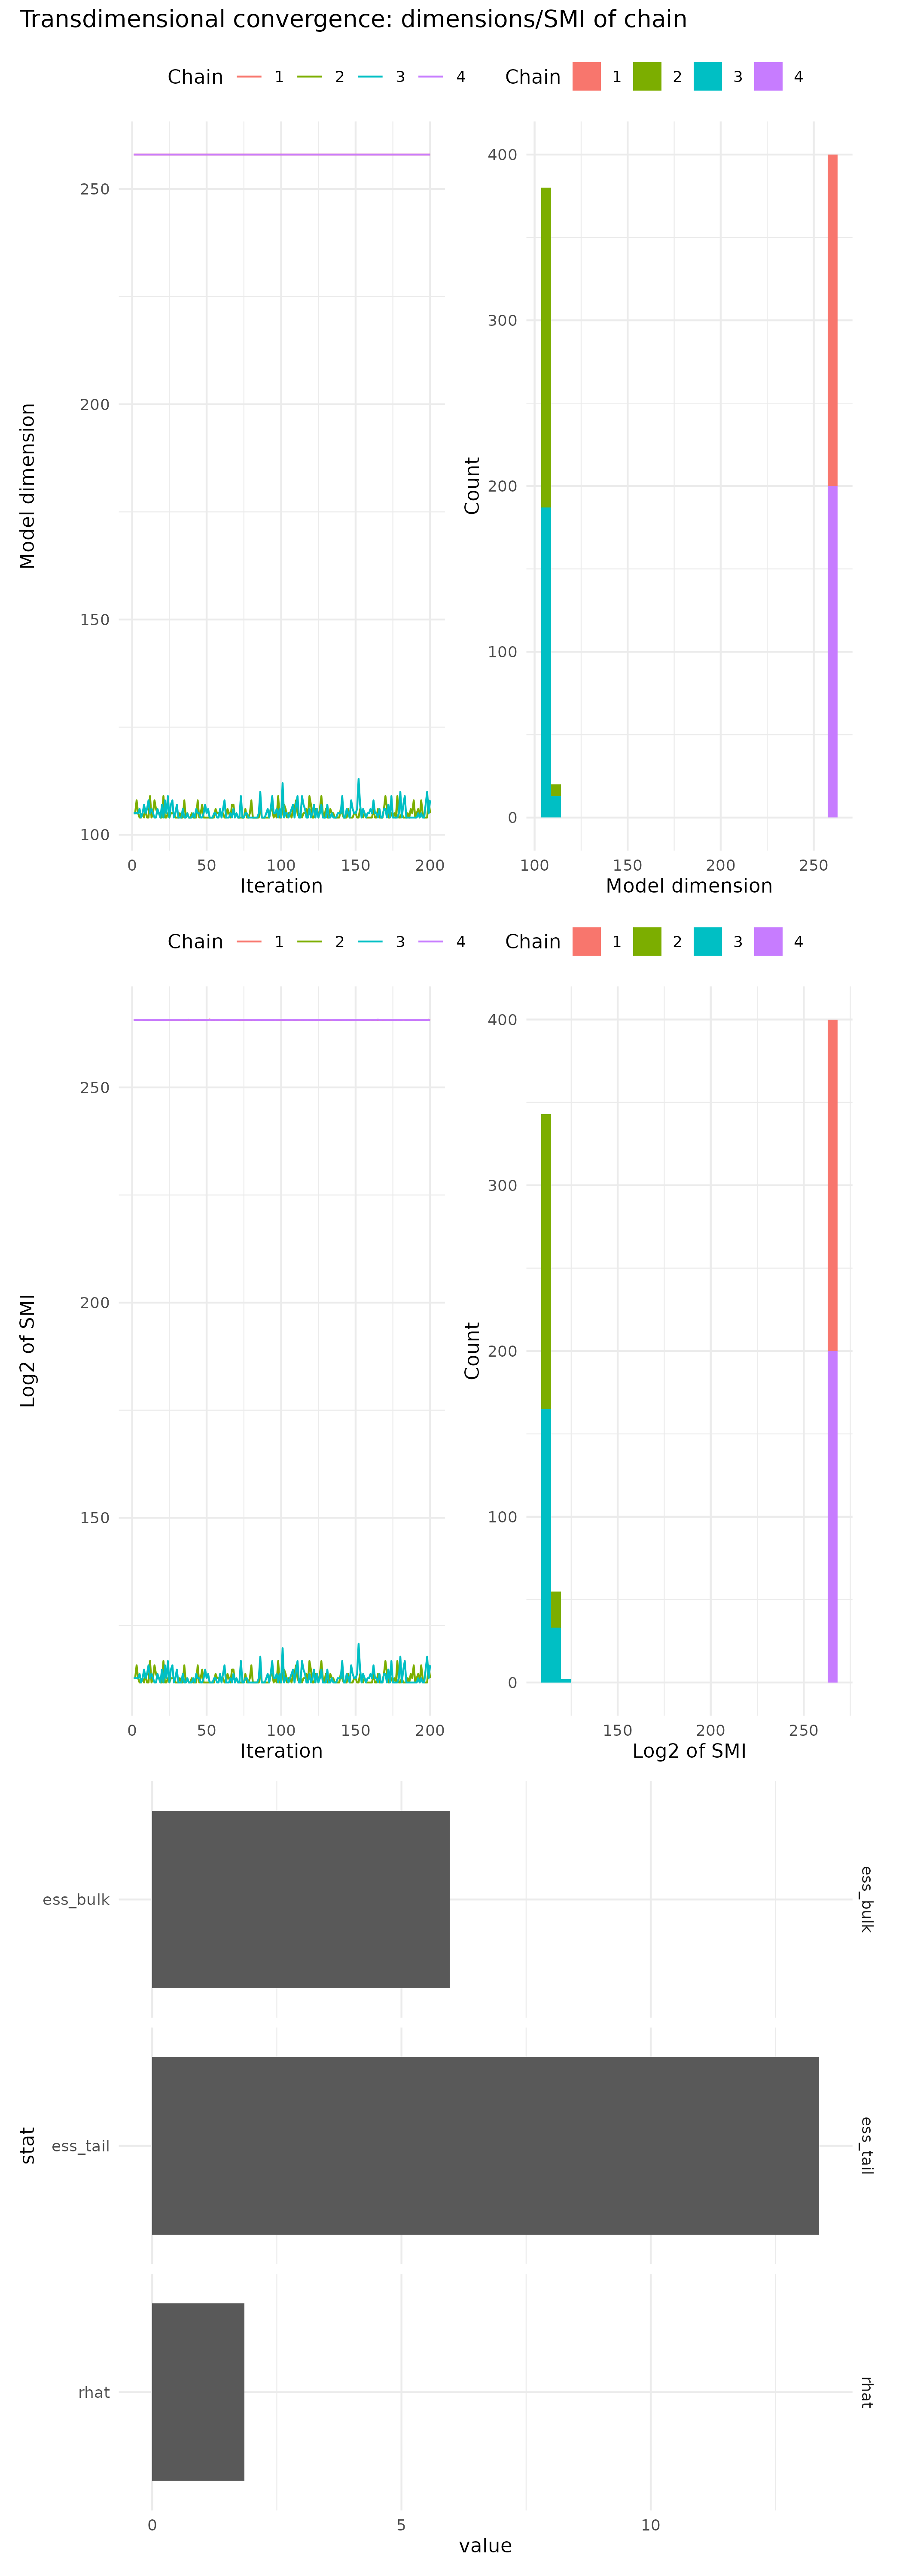 Transdimensional convergence: dimensions/SMI of chain
Chain 1 2 3 4
Chain 1 2 3 4
Model dimension
250
200
150
100
0 50 100 150 200
Iteration
Count
400
300
200
100
0
100 150 200 250
Model dimension
Chain 1 2 3 4
Chain 1 2 3 4
Log2 of SMI
250
200
150
0 50 100 150 200
Iteration
Count
400
300
200
100
0
150 200 250
Log2 of SMI
stat
ess_bulk
ess_bulk
ess_tail
ess_tail
rhat
rhat
0 5 10
value